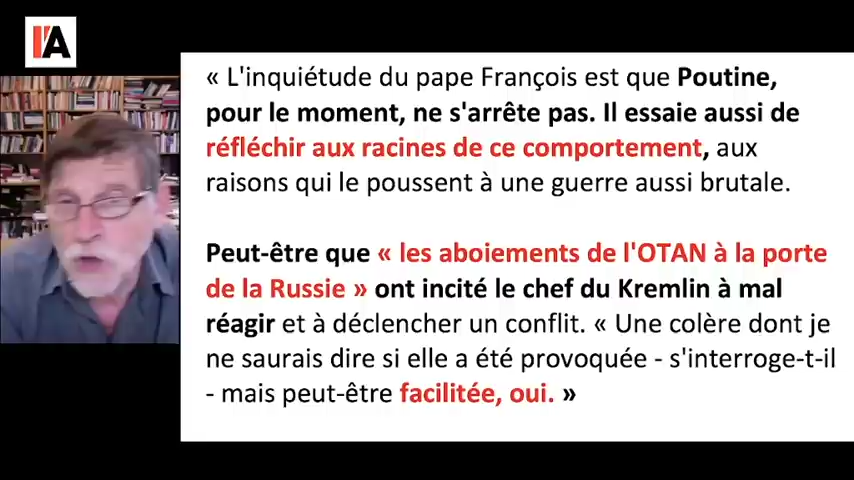 I'A
« L'inquiétude du pape François est que Poutine,
pour le moment, ne s'arrête pas. Il essaie aussi de
réfléchir aux racines de ce comportement, aux
raisons qui le poussent à une guerre aussi brutale.
Peut-être que « les aboiements de l'OTAN à la porte
de la Russie » ont incité le chef du Kremlin à mal
réagir et à déclencher un conflit. « Une colère dont je
ne saurais dire si elle a été provoquée - s'interroge-t-il
- mais peut-être facilitée, oui. »